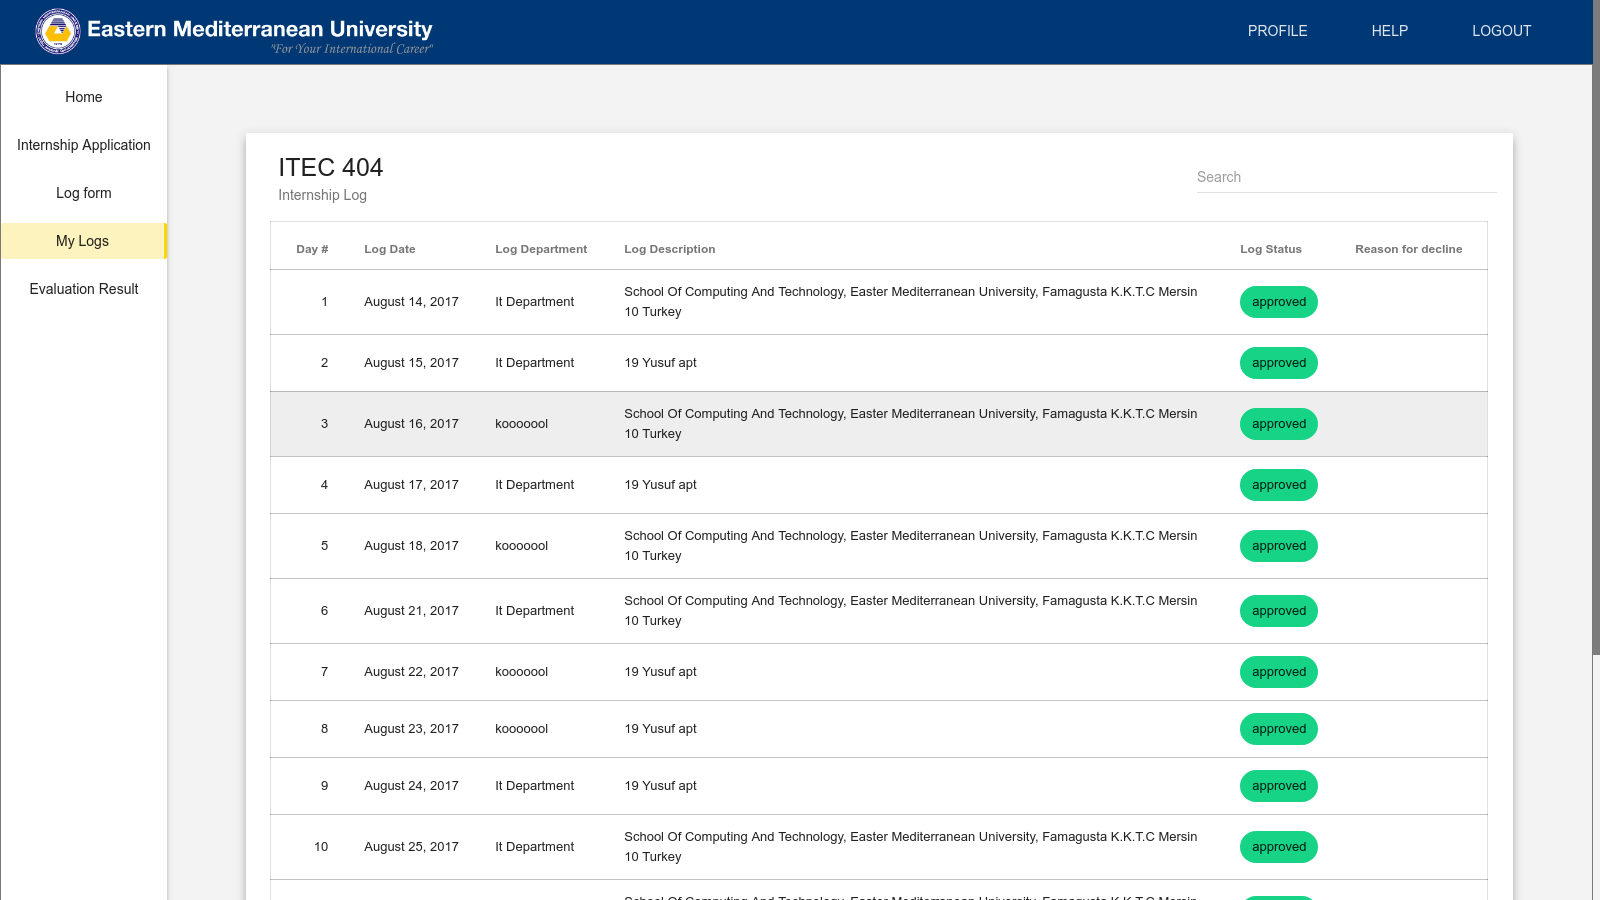 Eastern Mediterranean University
"For Your International Career"
PROFILE HELP LOGOUT
Home
Internship Application
Log form
My Logs
Evaluation Result
ITEC 404
Internship Log
Search
Day # Log Date Log Department Log Description Log Status Reason for decline
1 August 14, 2017 It Department School Of Computing And Technology, Easter Mediterranean University, Famagusta K.K.T.C Mersin
10 Turkey approved
2 August 15, 2017 It Department 19 Yusuf apt approved
3 August 16, 2017 kooooool School Of Computing And Technology, Easter Mediterranean University, Famagusta K.K.T.C Mersin
10 Turkey approved
4 August 17, 2017 It Department 19 Yusuf apt approved
5 August 18, 2017 kooooool School Of Computing And Technology, Easter Mediterranean University, Famagusta K.K.T.C Mersin
10 Turkey approved
6 August 21, 2017 It Department School Of Computing And Technology, Easter Mediterranean University, Famagusta K.K.T.C Mersin
10 Turkey approved
7 August 22, 2017 kooooool 19 Yusuf apt approved
8 August 23, 2017 kooooool 19 Yusuf apt approved
9 August 24, 2017 It Department 19 Yusuf apt approved
10 August 25, 2017 It Department School Of Computing And Technology, Easter Mediterranean University, Famagusta K.K.T.C Mersin
10 Turkey approved